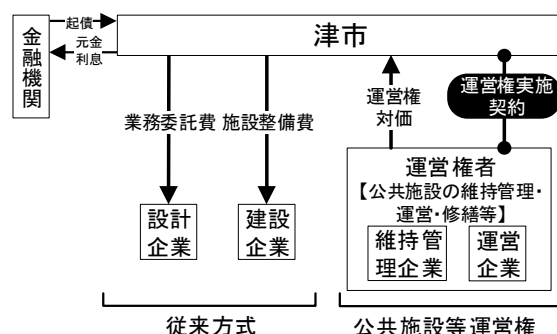 金融機関
起債
元金
利息
津市
業務委託費
施設整備費
運営権
対価
運営権実施
契約
設計
企業
建設
企業
運営権者
【公共施設の維持管理・
運営・修繕等】
維持管
理企業
運営
企業
従来方式
公共施設等運営権